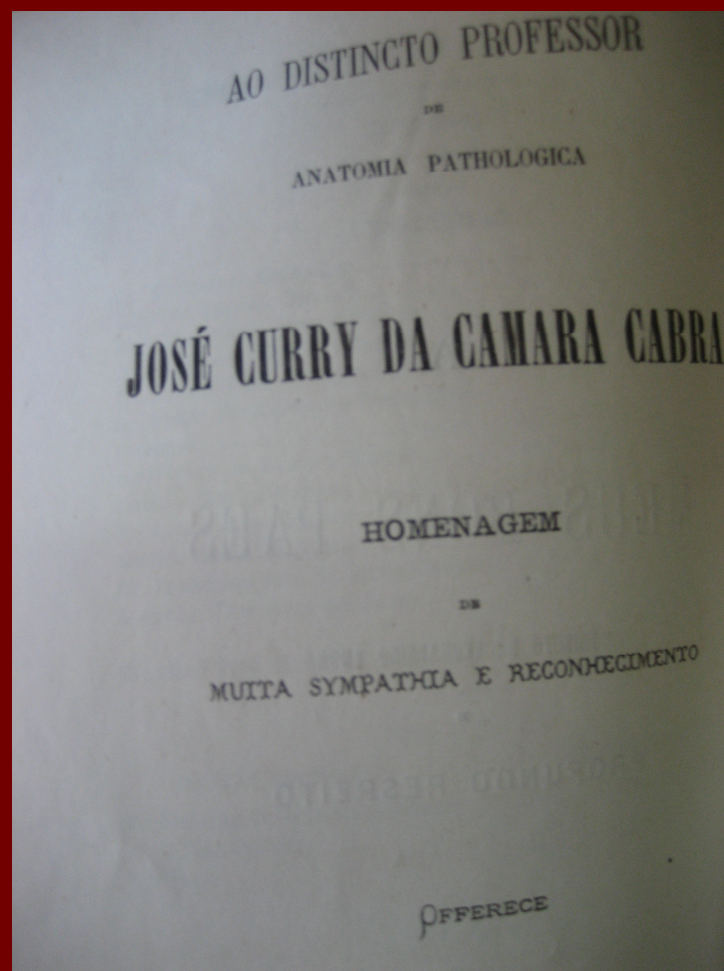 AO DISTINCTO PROFESSOR
DE
ANATOMIA PATHOLOGICA
JOSÉ CURRY DA CAMARA CABRA
HOMENAGEM
DE
MUITA SYMPATHIA E RECONHECIMENTO
OFFERECE